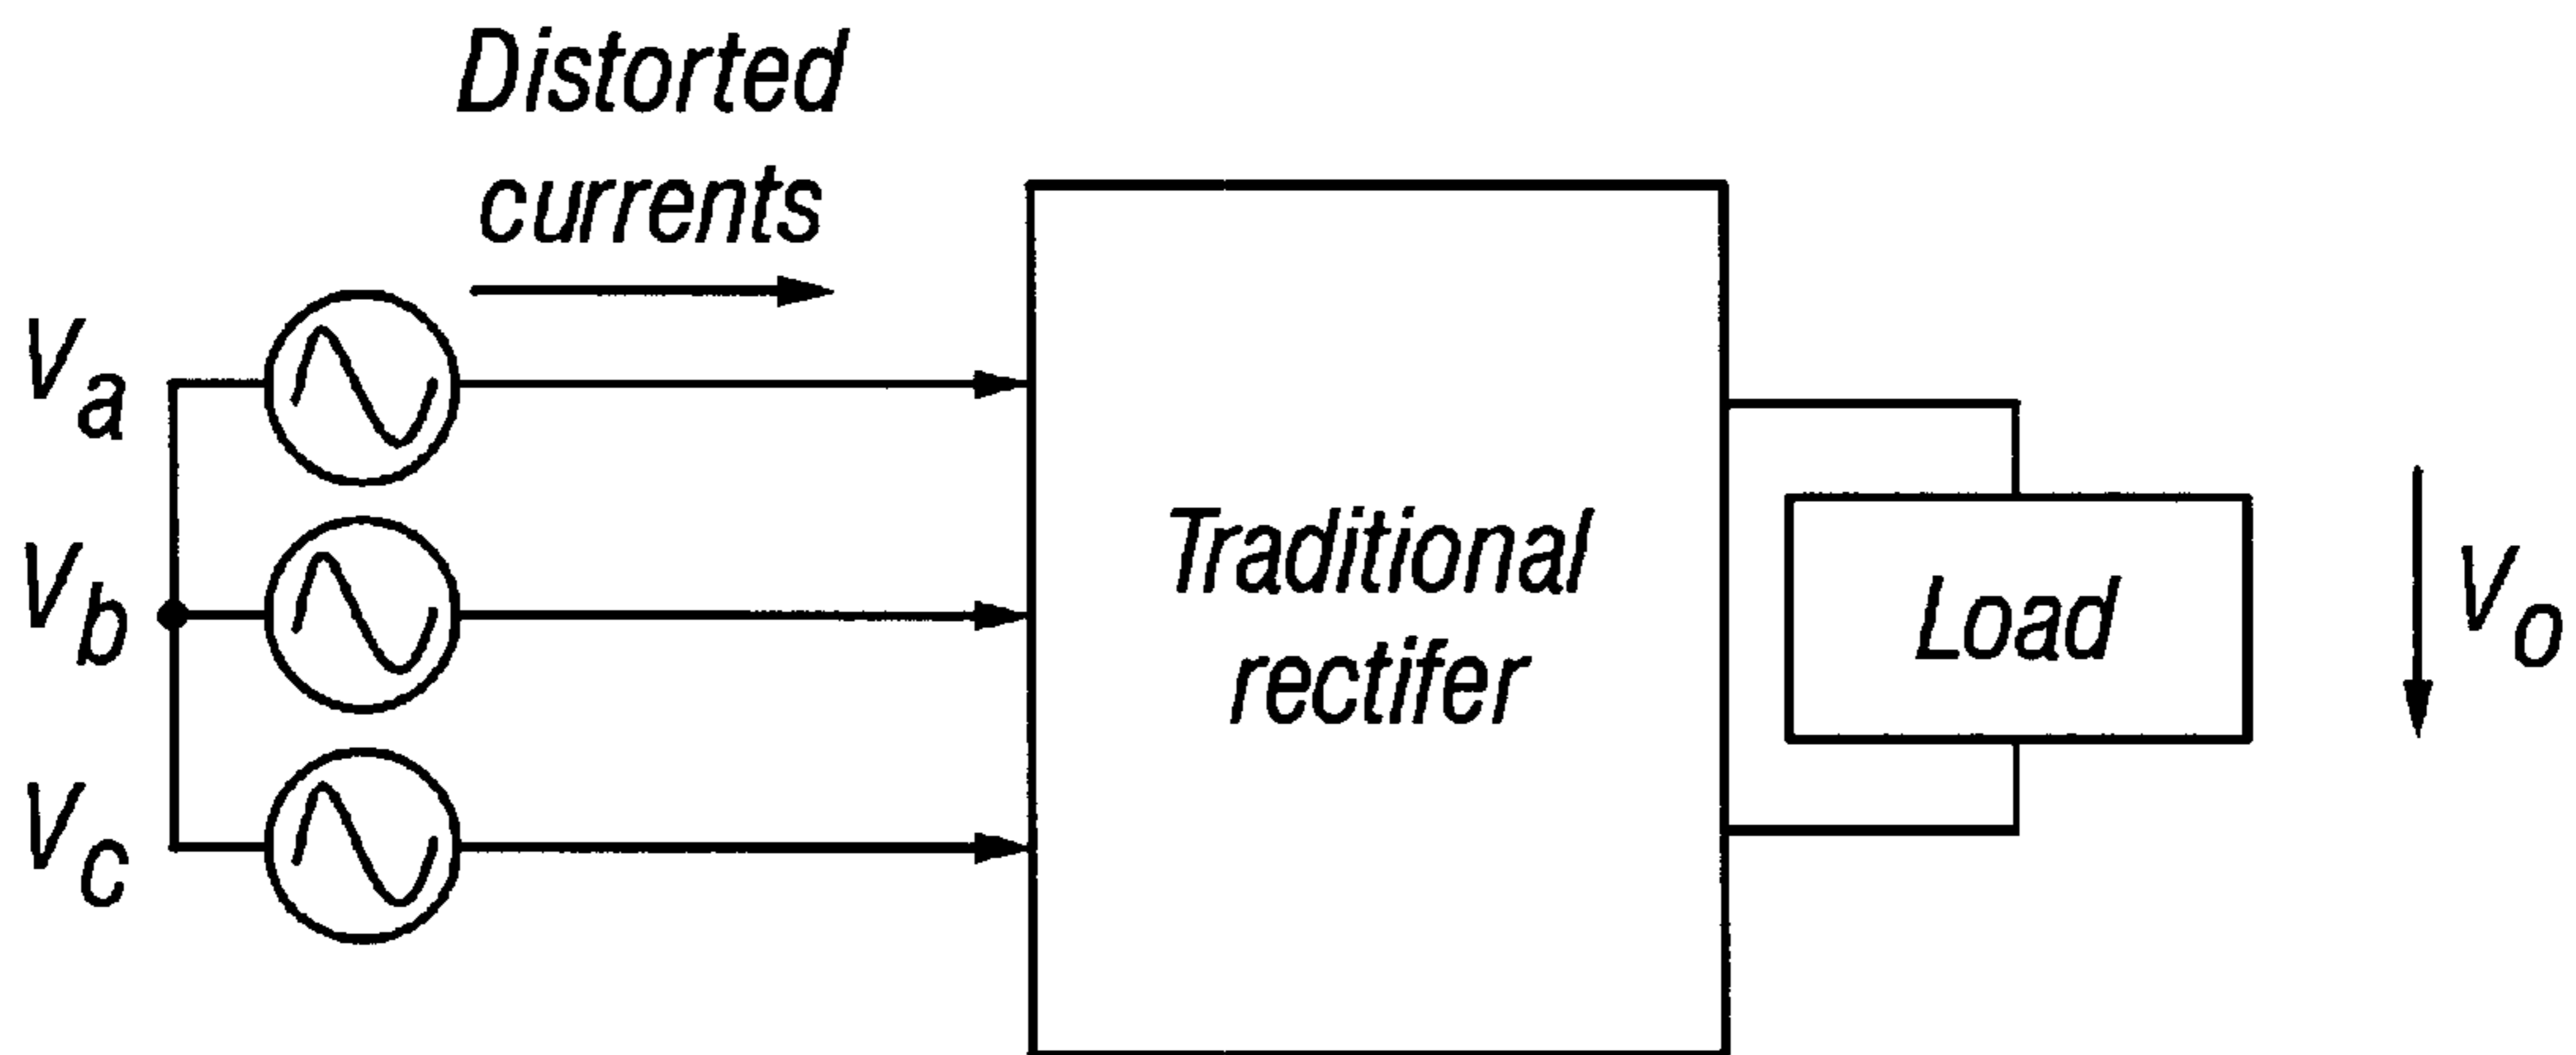 Distorted
currents
Va
Vb
Vc
Traditional
rectifer
Load
Vo